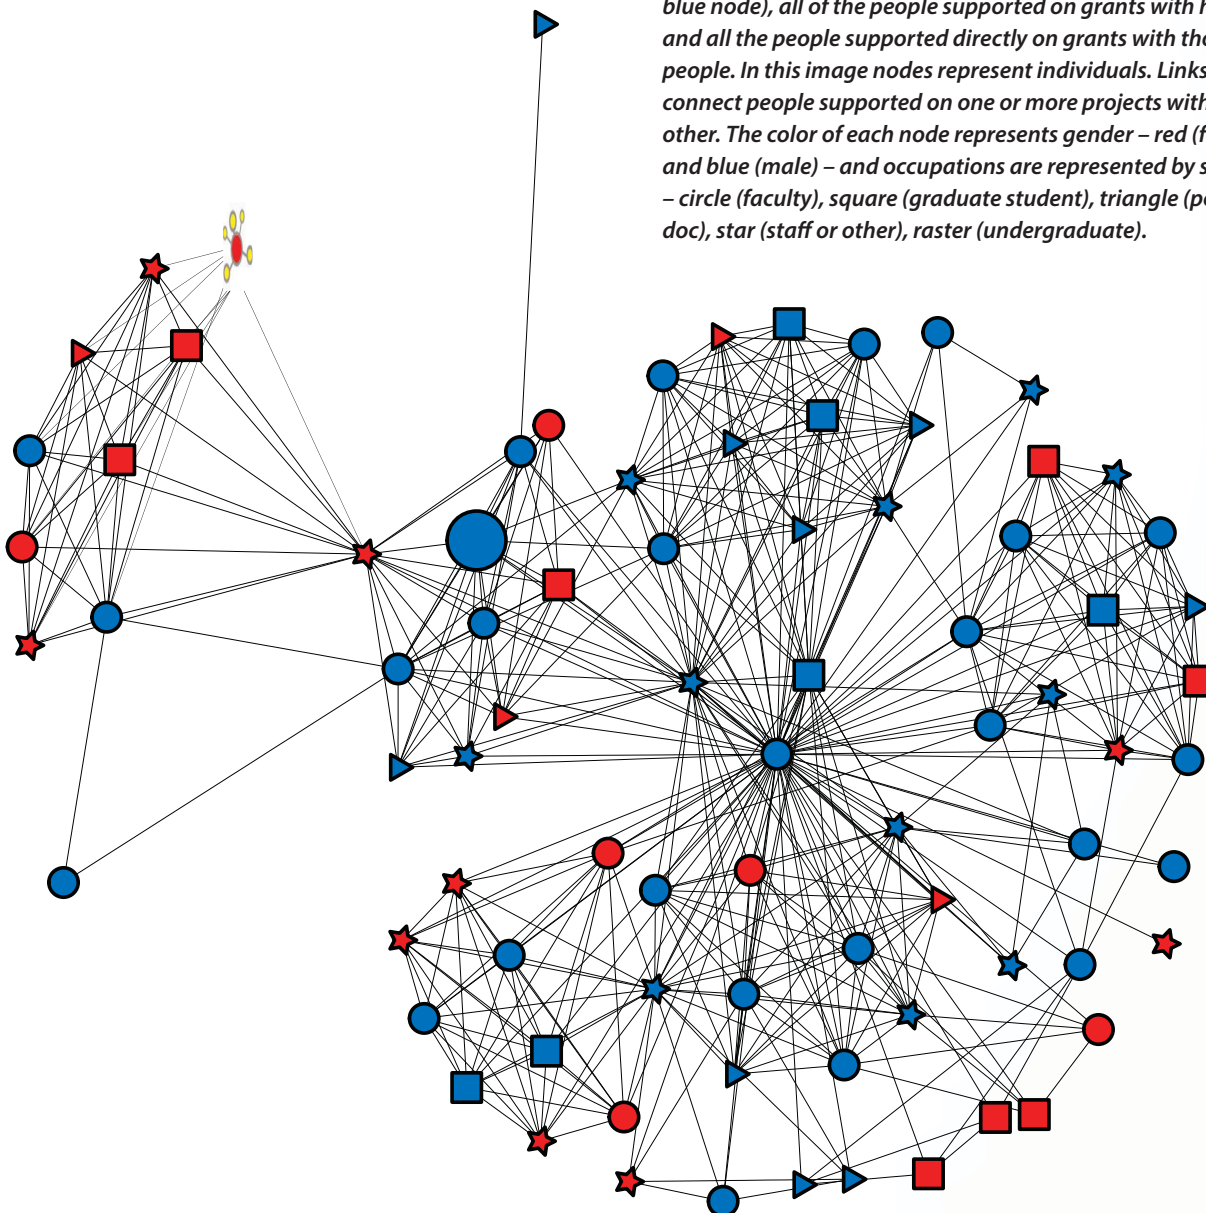 blue node), all of the people supported on grants with
and all the people supported directly on grants with
people. In this image nodes represent individuals. Links
connect people supported on one or more projects with
other. The color of each node represents gender – red
and blue (male) – and occupations are represented by
– circle (faculty), square (graduate student), triangle
doc), star (staff or other), raster (undergraduate).